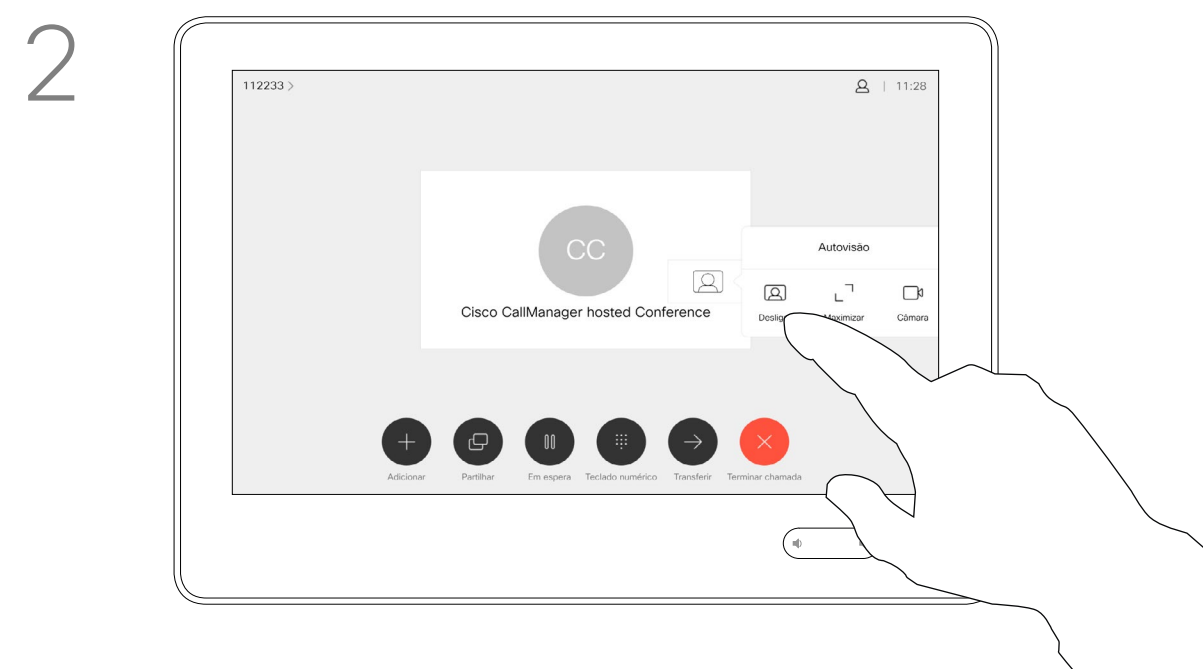 2
112233 >
11:28
CC
Cisco CallManager hosted Conference
Autovisão
Maximizar Câmara
Adicionar Partilhar Em espera Teclado numérico Transferir Terminar chamada